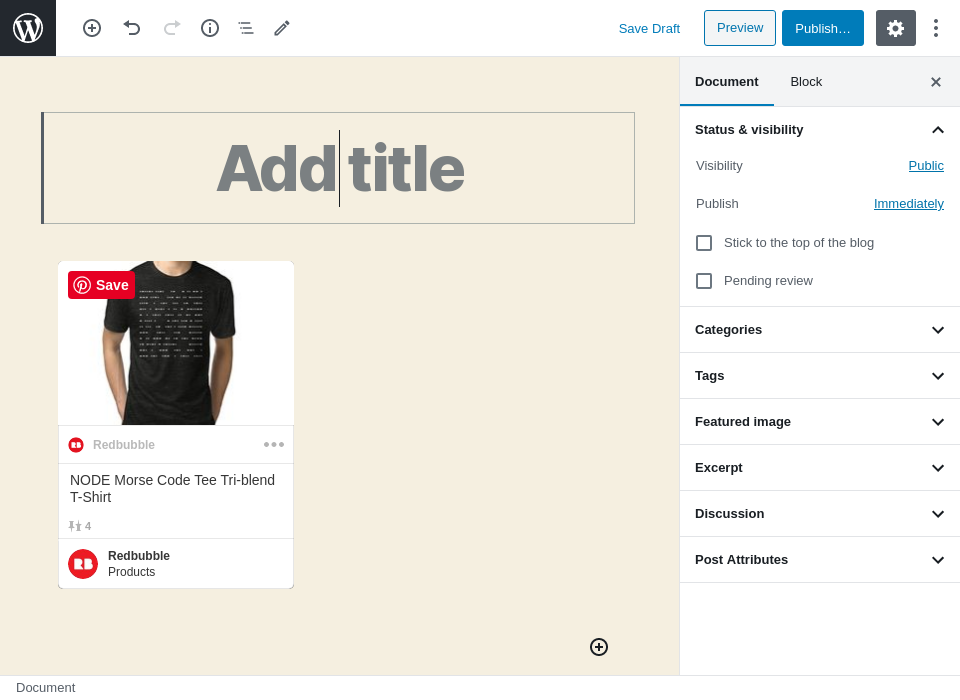 Save Draft
Preview
Publish…
Document
Block
Add title
Save
Redbubble
NODE Morse Code Tee Tri-blend
T-Shirt
4
Redbubble
Products
Status & visibility
Visibility
Public
Publish
Immediately
Stick to the top of the blog
Pending review
Categories
Tags
Featured image
Excerpt
Discussion
Post Attributes
Document